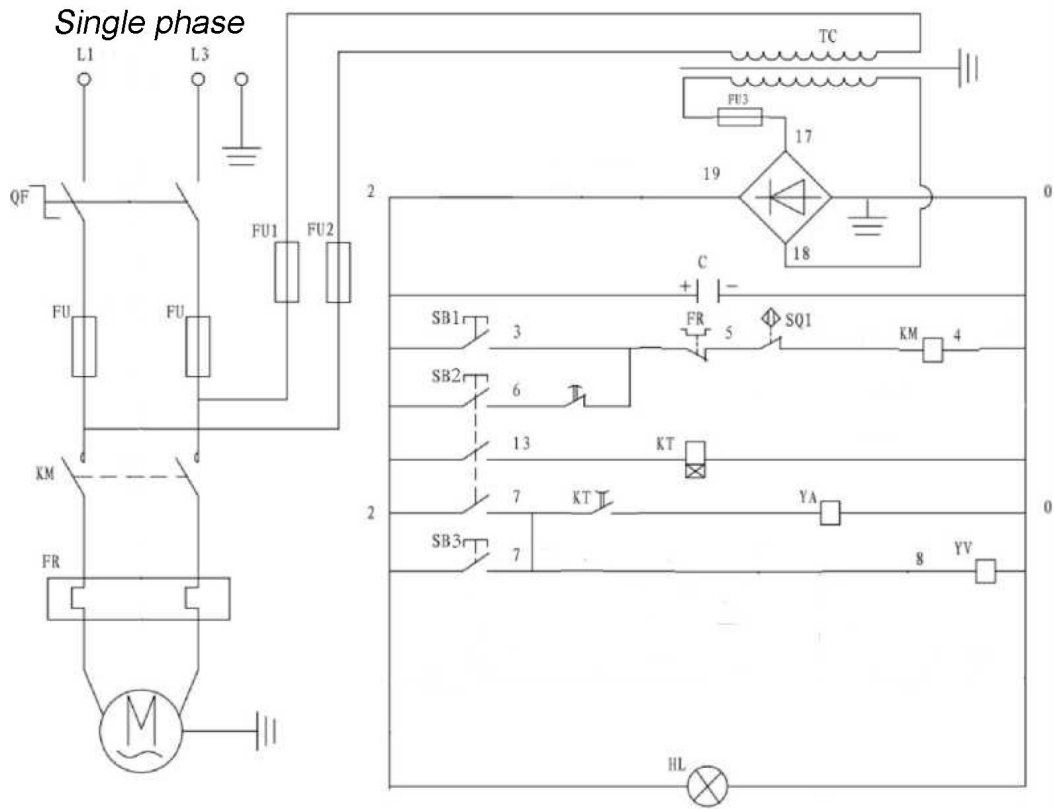 Single phase
L1 L3 TC
FU3
17
QF 2 19 0
FU1 FU2
18
C
+ −
FU FU SB1 3 FR 5 SQ1 KM 4
SB2 6
13 KT
KM
2 7 KT YA 0
SB3 7 8 YV
FR
M
HL